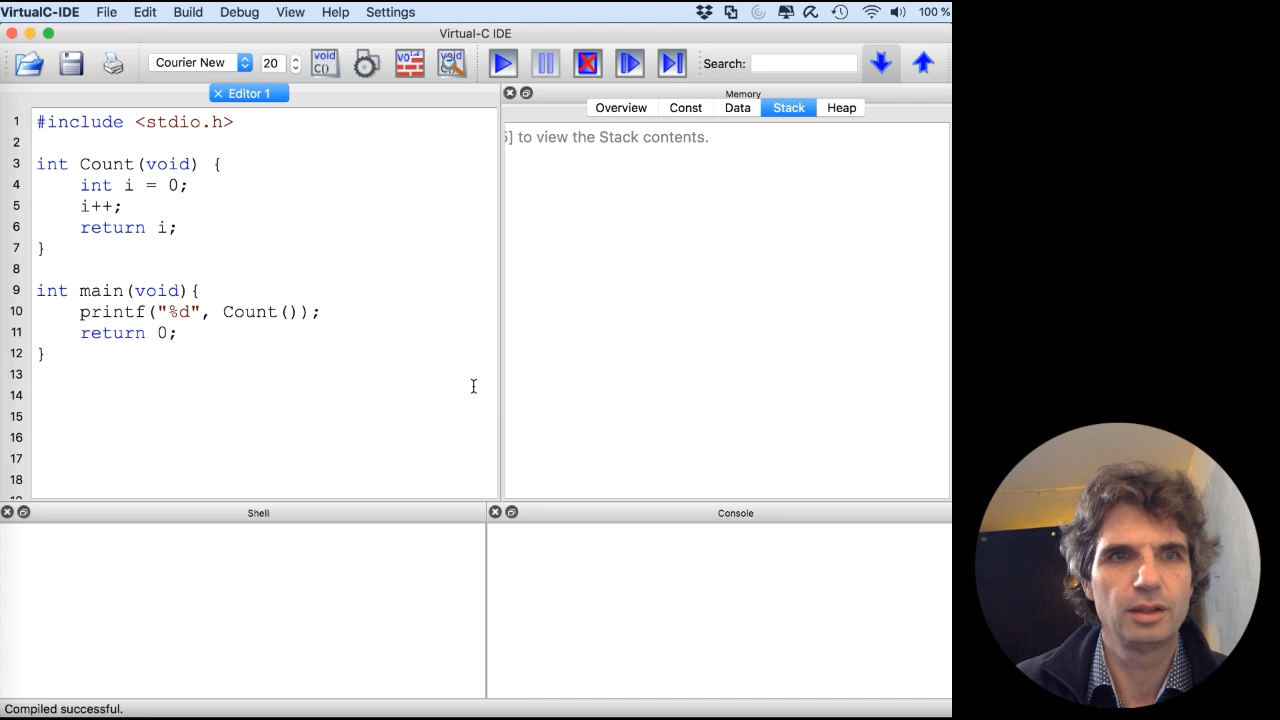 VirtualC-IDE File Edit Build Debug View Help Settings 100 %
Virtual-C IDE
Courier New 20 void C() Search:
× Editor 1
Memory
Overview Const Data Stack Heap
] to view the Stack contents.
1 #include <stdio.h>
2
3 int Count(void) {
4 int i = 0;
5 i++;
6 return i;
7 }
8
9 int main(void){
10 printf("%d", Count());
11 return 0;
12 }
13
14
15
16
17
18
Shell
Console
Compiled successful.